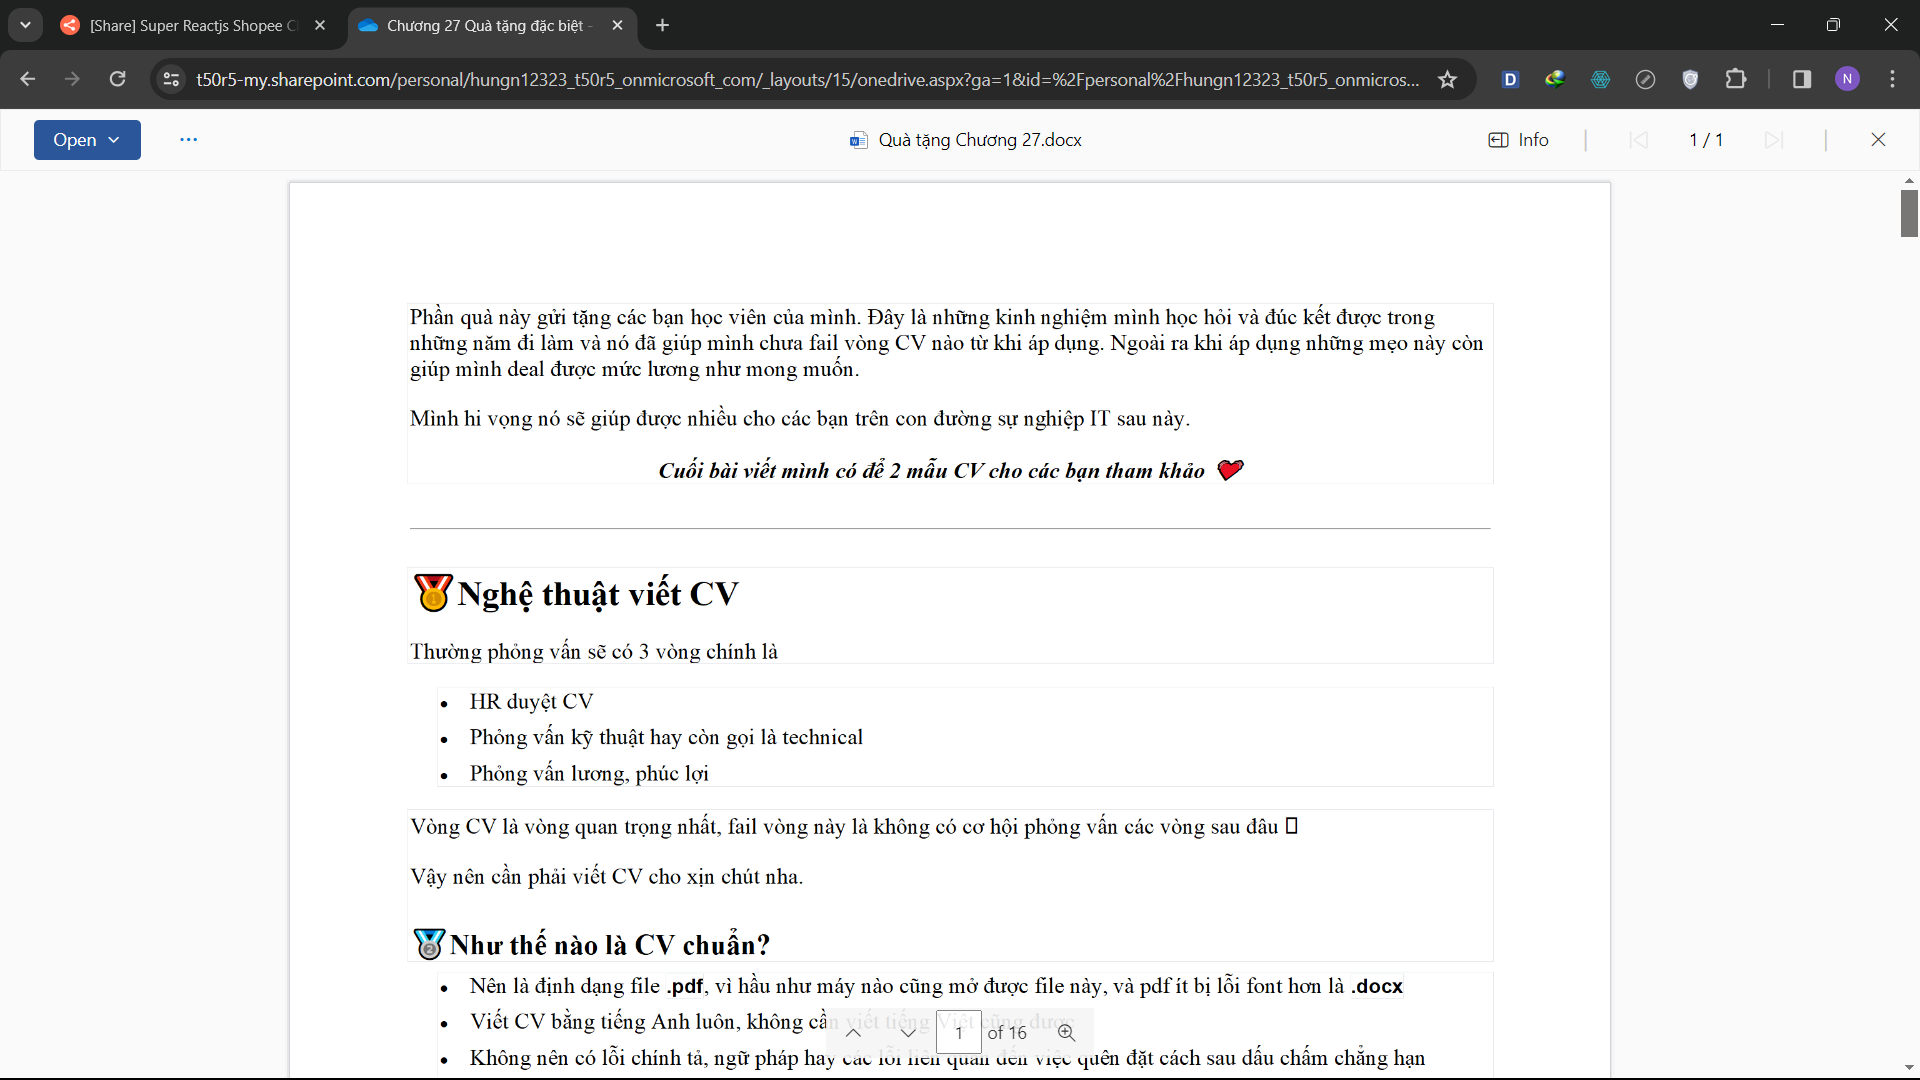 [Share] Super Reactjs Shopee Cl
Chương 27 Quà tặng đặc biệt -
t50r5-my.sharepoint.com/personal/hungn12323_t50r5_onmicrosoft_com/_layouts/15/onedrive.aspx?ga=1&id=%2Fpersonal%2Fhungn12323_t50r5_onmicros...
D
N
Open
Quà tặng Chương 27.docx
Info
1 / 1
Phần quà này gửi tặng các bạn học viên của mình. Đây là những kinh nghiệm mình học hỏi và đúc kết được trong
những năm đi làm và nó đã giúp mình chưa fail vòng CV nào từ khi áp dụng. Ngoài ra khi áp dụng những mẹo này còn
giúp mình deal được mức lương như mong muốn.
Mình hi vọng nó sẽ giúp được nhiều cho các bạn trên con đường sự nghiệp IT sau này.
Cuối bài viết mình có để 2 mẫu CV cho các bạn tham khảo
Nghệ thuật viết CV
Thường phỏng vấn sẽ có 3 vòng chính là
HR duyệt CV
Phỏng vấn kỹ thuật hay còn gọi là technical
Phỏng vấn lương, phúc lợi
Vòng CV là vòng quan trọng nhất, fail vòng này là không có cơ hội phỏng vấn các vòng sau đâu
Vậy nên cần phải viết CV cho xịn chút nha.
Như thế nào là CV chuẩn?
Nên là định dạng file .pdf, vì hầu như máy nào cũng mở được file này, và pdf ít bị lỗi font hơn là .docx
Viết CV bằng tiếng Anh luôn, không cần viết tiếng Việt cũng được
1 of 16
Không nên có lỗi chính tả, ngữ pháp hay các lỗi liên quan đến việc quên đặt cách sau dấu chấm chẳng hạn